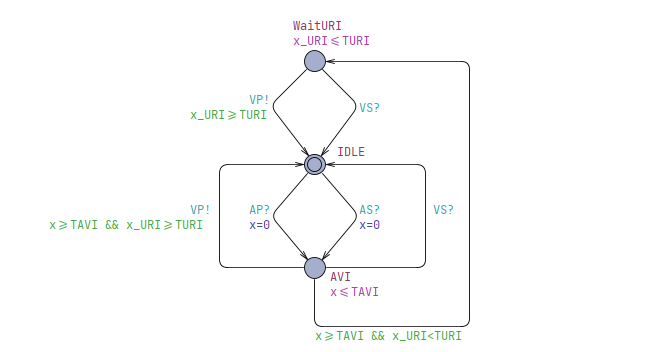 WaitURI
x_URI≤TURI
VP!
x_URI≥TURI
VS?
IDLE
VP!
x≥TAVI && x_URI≥TURI
AP?
x=0
AS?
x=0
VS?
AVI
x≤TAVI
x≥TAVI && x_URI<TURI